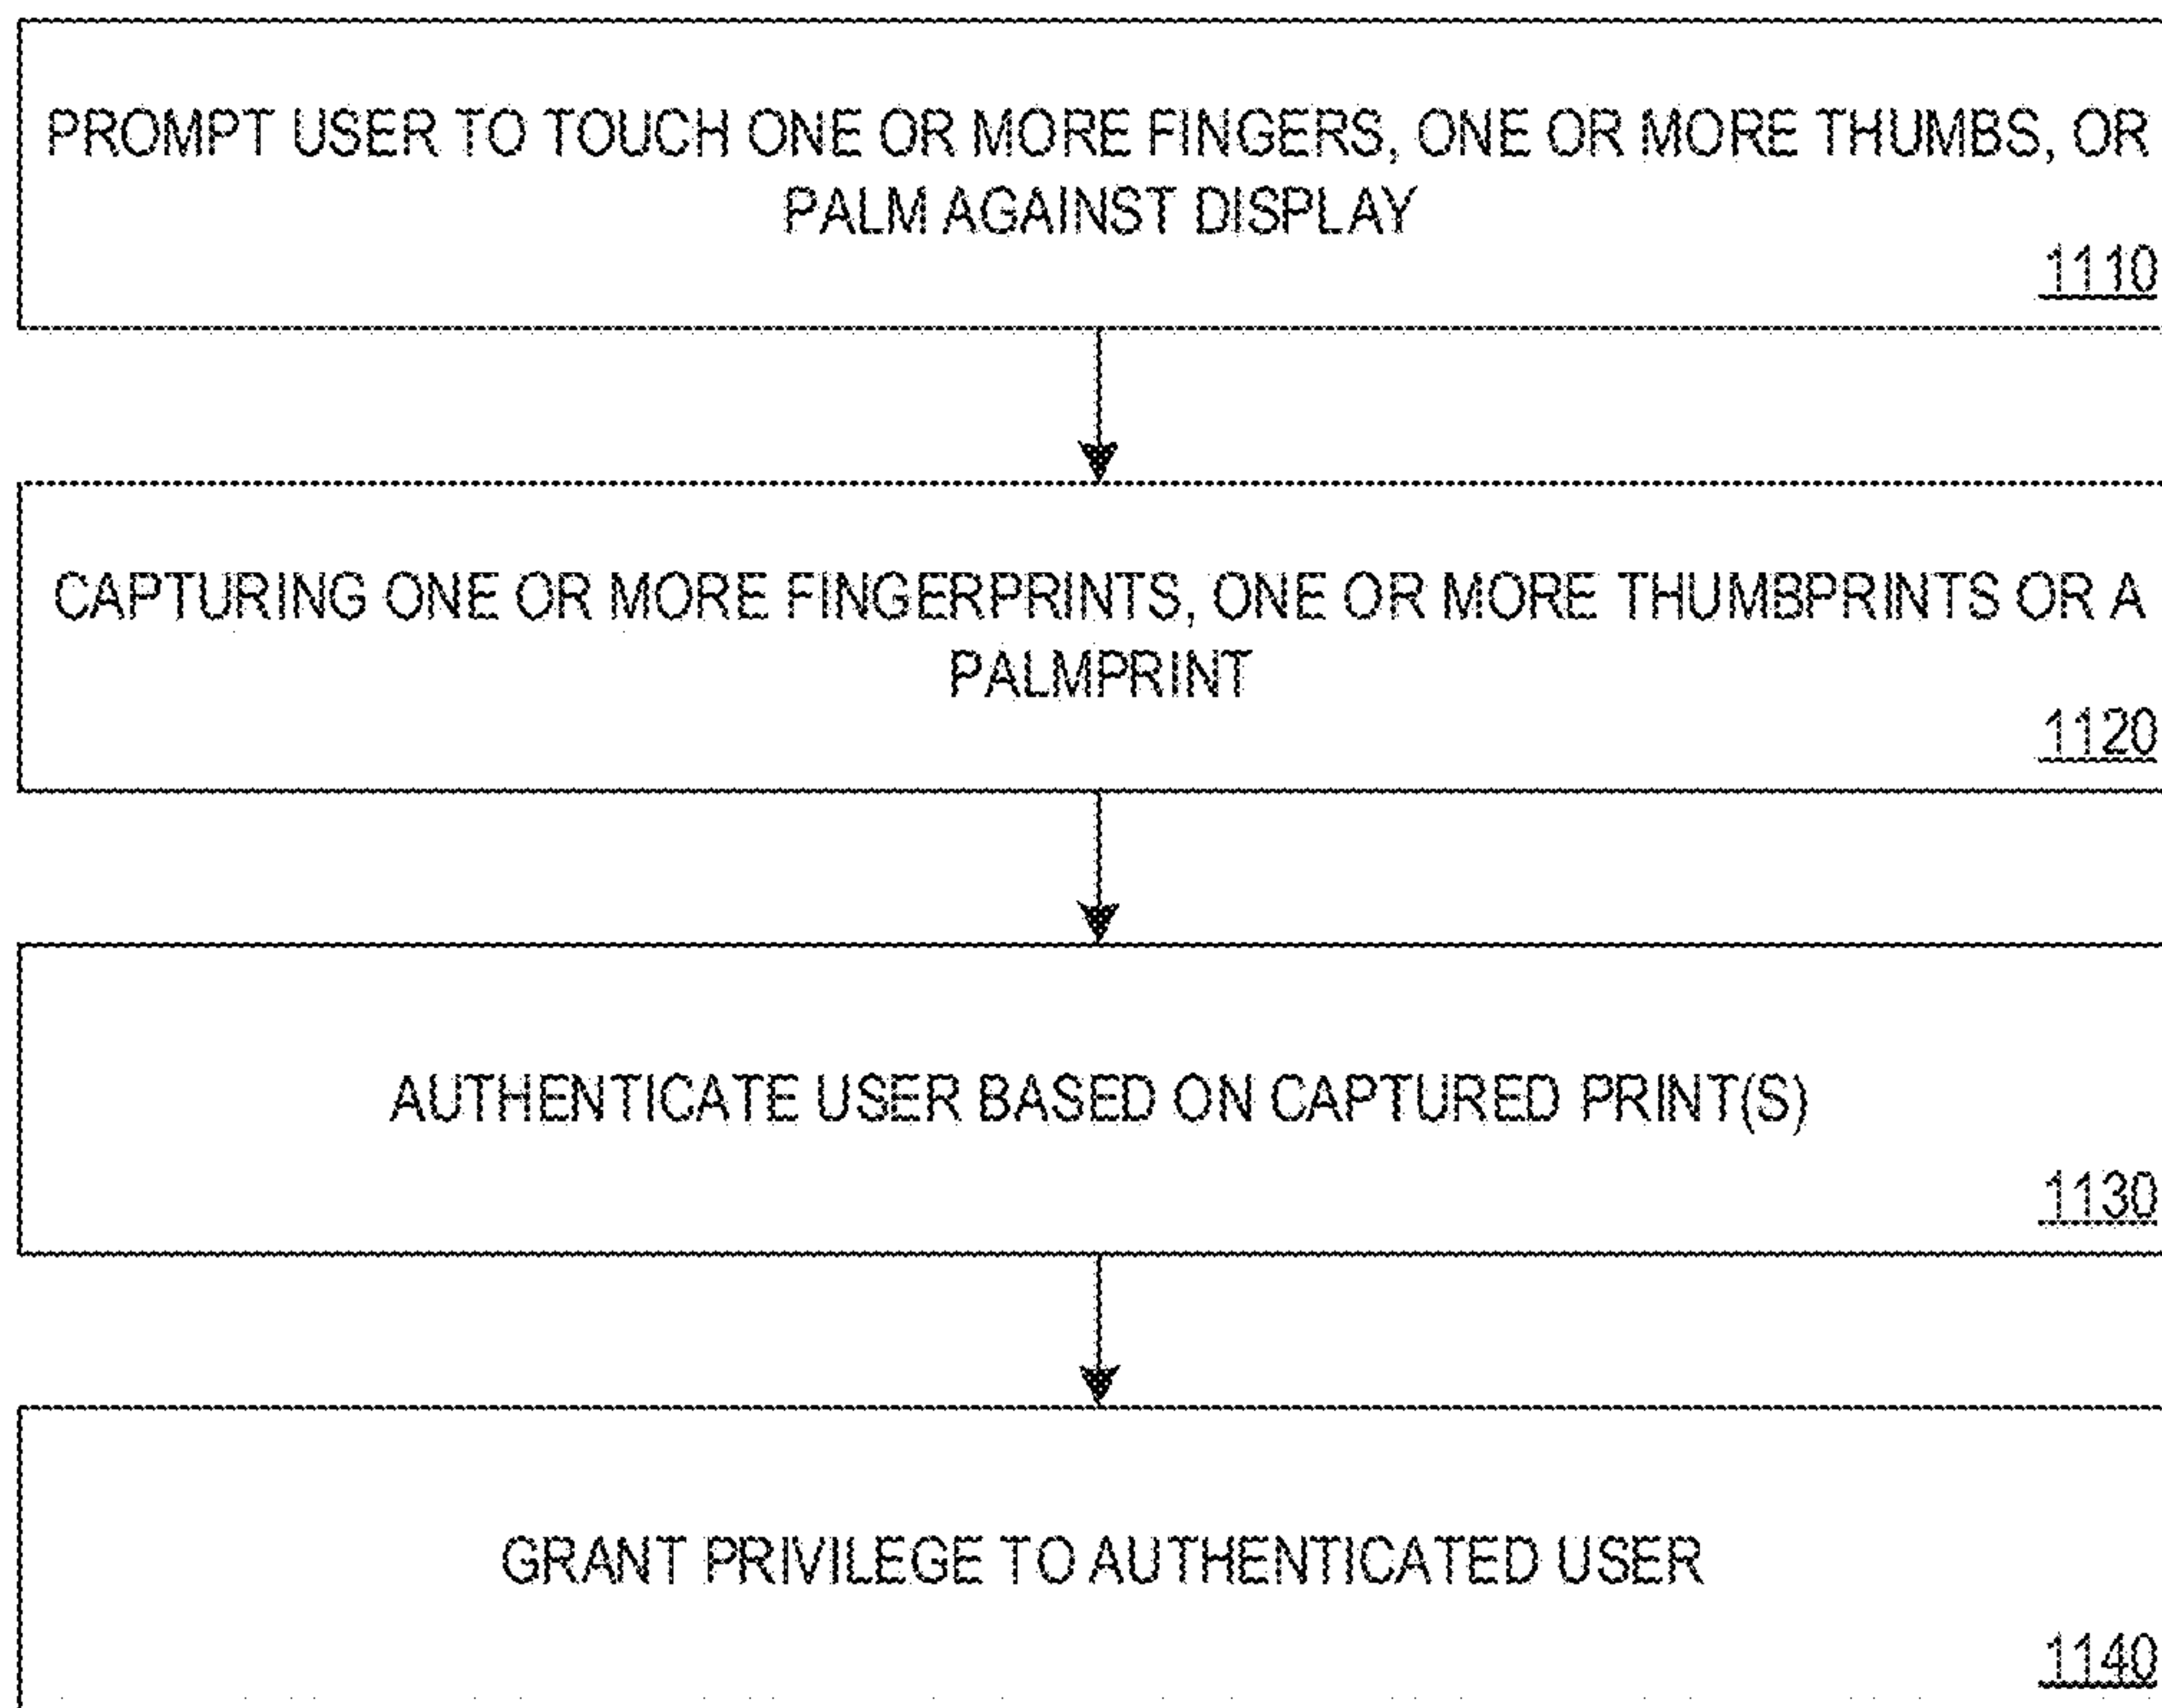 PROMPT USER TO TOUCH ONE OR MORE FINGERS, ONE OR MORE THUMBS, OR
PALM AGAINST DISPLAY
1110
CAPTURING ONE OR MORE FINGERPRINTS, ONE OR MORE THUMBPRINTS OR A
PALMPRINT
1120
AUTHENTICATE USER BASED ON CAPTURED PRINT(S)
1130
GRANT PRIVILEGE TO AUTHENTICATED USER
1140